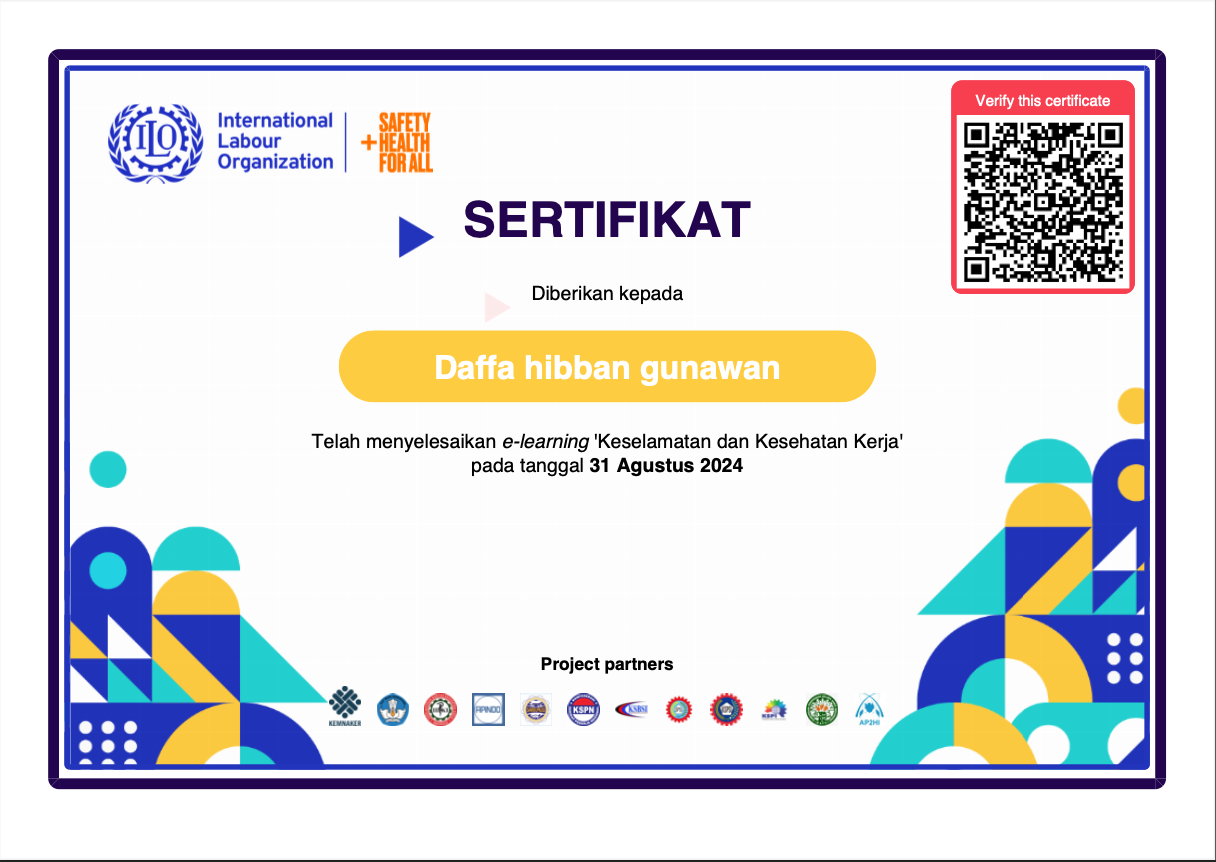 Verify this certificate
ILO
International
Labour
Organization
+SAFETY
HEALTH
FOR ALL
SERTIFIKAT
Diberikan kepada
Daffa hibban gunawan
Telah menyelesaikan e-learning 'Keselamatan dan Kesehatan Kerja'
pada tanggal 31 Agustus 2024
Project partners
KEMNAKER
APINDO
KSPN
KSBSI
KSPI
AP2HI